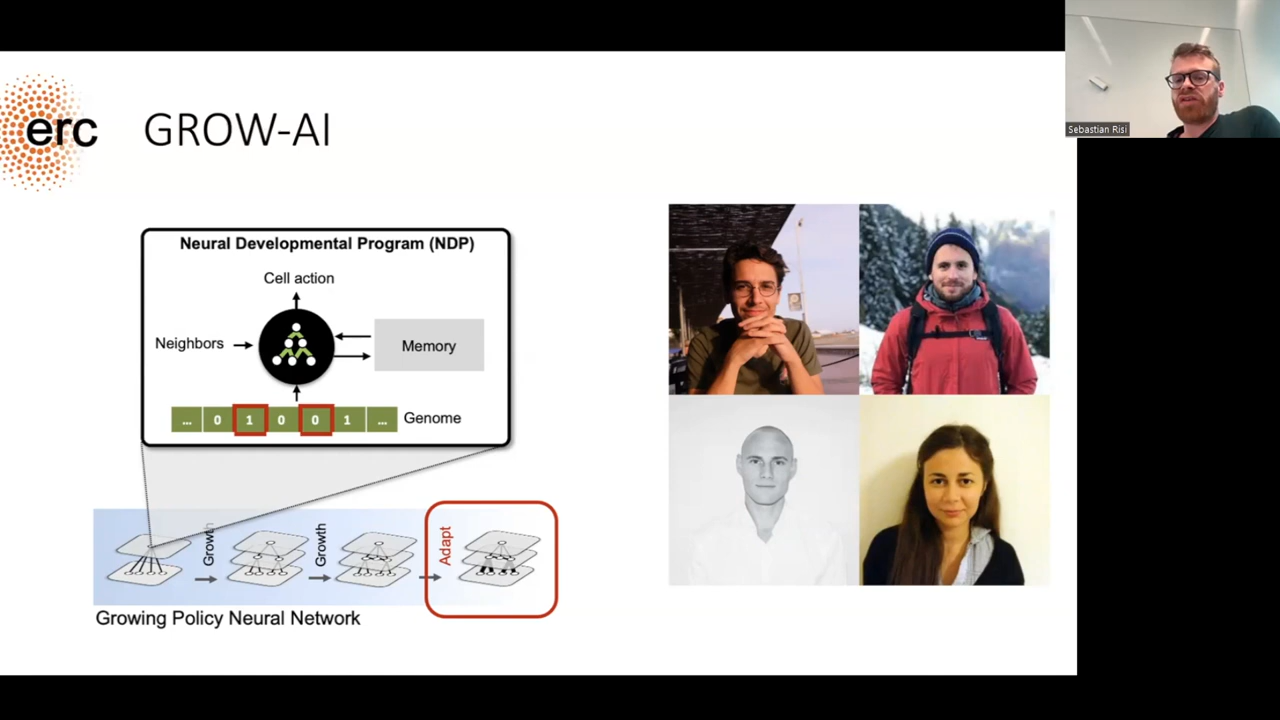 erc GROW-AI
Sebastian Risi
Neural Developmental Program (NDP)
Cell action
Neighbors
Memory
... 0 1 0 0 1 ... Genome
Growth
Growth
Adapt
Growing Policy Neural Network